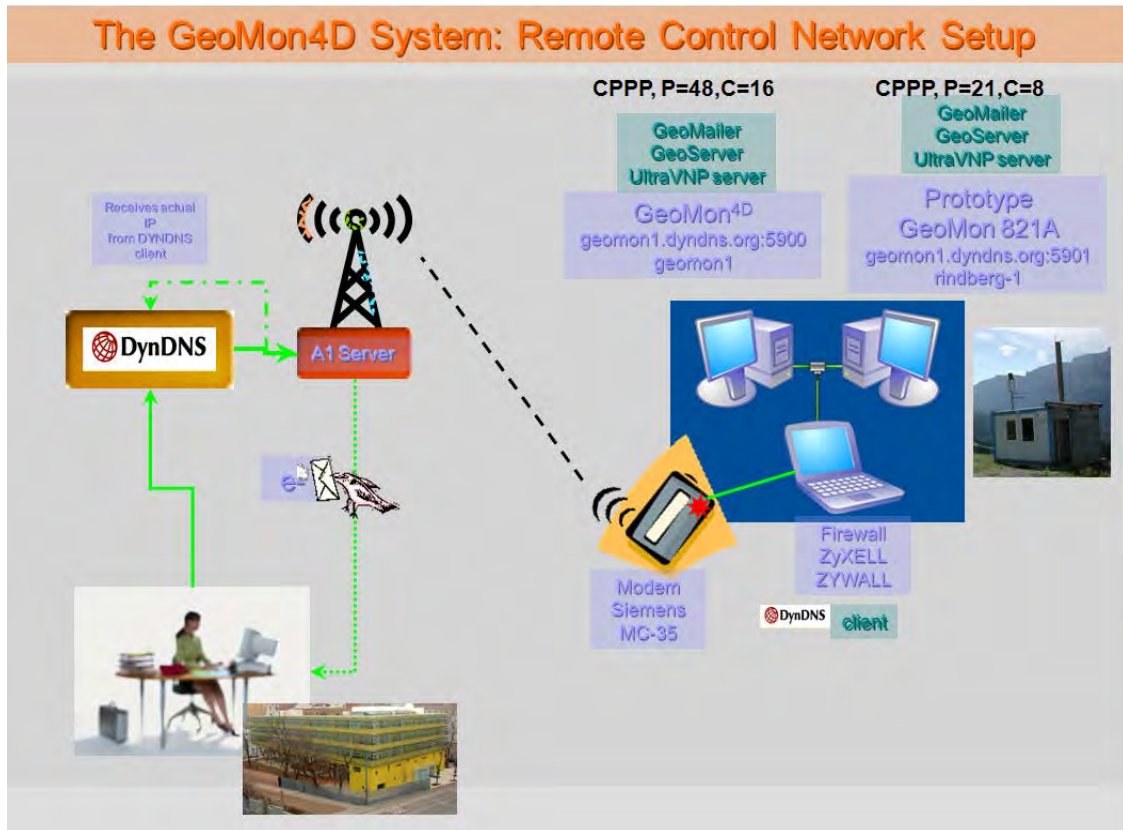 The GeoMon4D System: Remote Control Network Setup
CPPP, P=48,C=16
GeoMailer
GeoServer
UltraVNP server
GeoMon4D
geomon1.dyndns.org:5900
geomon1
CPPP, P=21,C=8
GeoMailer
GeoServer
UltraVNP server
Prototype
GeoMon 821A
geomon1.dyndns.org:5901
rindberg-1
Receives actual
IP
from DYNDNS
client
DynDNS
A1 Server
e-
Modem
Siemens
MC-35
Firewall
ZyXELL
ZYWALL
DynDNS
client